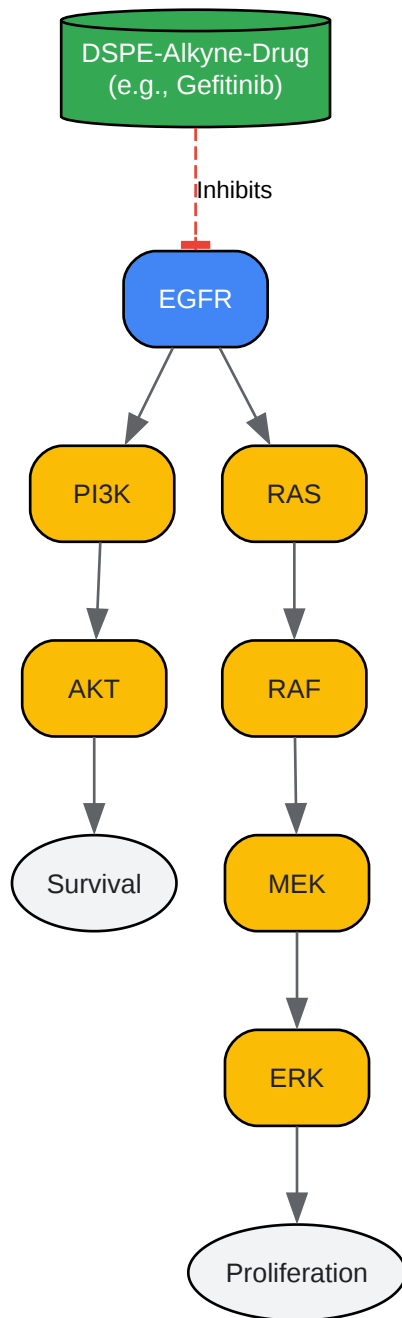 DSPE-Alkyne-Drug
(e.g., Gefitinib)
Inhibits
EGFR
PI3K
RAS
AKT
RAF
Survival
MEK
ERK
Proliferation